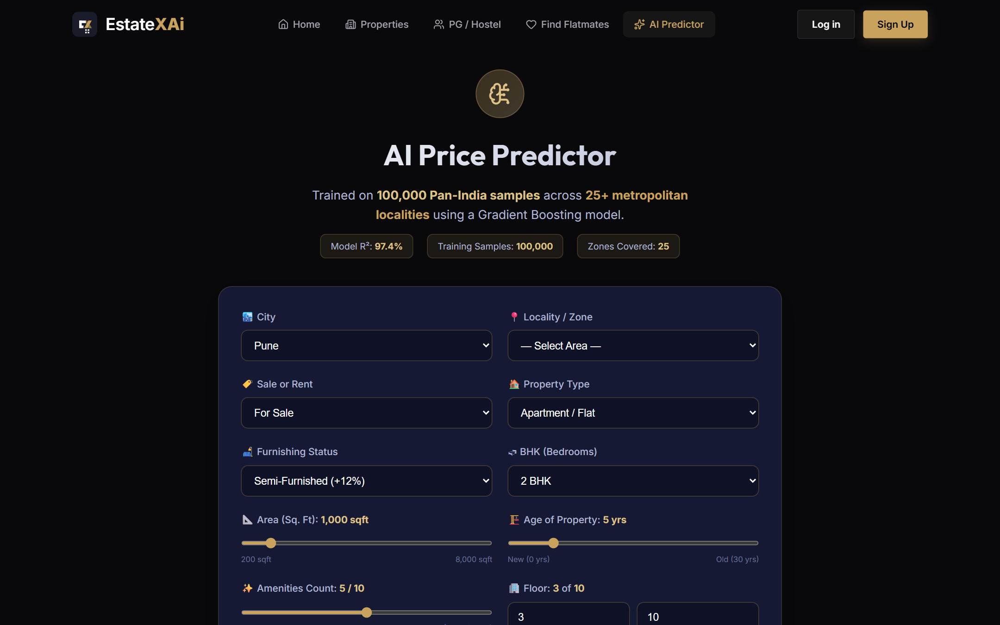 EstateXAi
Home
Properties
PG / Hostel
Find Flatmates
AI Predictor
Log in
Sign Up
AI Price Predictor
Trained on 100,000 Pan-India samples across 25+ metropolitan
localities using a Gradient Boosting model.
Model R²: 97.4%
Training Samples: 100,000
Zones Covered: 25
City
Locality / Zone
Pune
— Select Area —
Sale or Rent
Property Type
For Sale
Apartment / Flat
Furnishing Status
BHK (Bedrooms)
Semi-Furnished (+12%)
2 BHK
Area (Sq. Ft): 1,000 sqft
Age of Property: 5 yrs
200 sqft
8,000 sqft
New (0 yrs)
Old (30 yrs)
Amenities Count: 5 / 10
Floor: 3 of 10
3
10